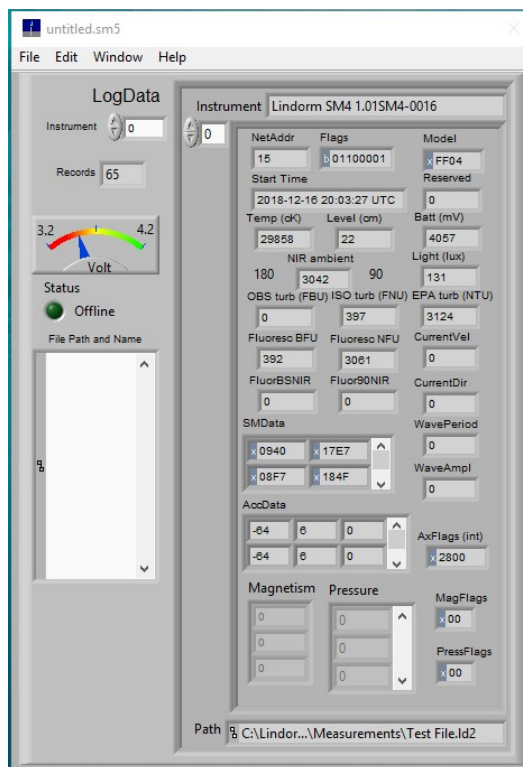 untitled.sm5
File Edit Window Help
LogData
Instrument 0
Records 65
3.2 4.2
Volt
Status
Offline
File Path and Name
Instrument Lindorm SM4 1.01SM4-0016
0
NetAddr Flags Model
15 b 01100001 x FF04
Start Time Reserved
2018-12-16 20:03:27 UTC 0
Temp (cK) Level (cm) Batt (mV)
29858 22 4057
NIR ambient Light (lux)
180 3042 90 131
OBS turb (FBU) ISO turb (FNU) EPA turb (NTU)
0 397 3124
Fluoresc BFU Fluoresc NFU CurrentVel
392 3061 0
FluorBSNIR Fluor90NIR CurrentDir
0 0 0
SMData WavePeriod
x 0940 x 17E7 0
x 08F7 x 184F WaveAmpl
0
AccData
-64 6 0 AxFlags (int)
-64 6 0 x 2800
Magnetism Pressure MagFlags
0 0 x 00
0 0 PressFlags
0 0 x 00
Path C:\Lindor...\Measurements\Test File.ld2